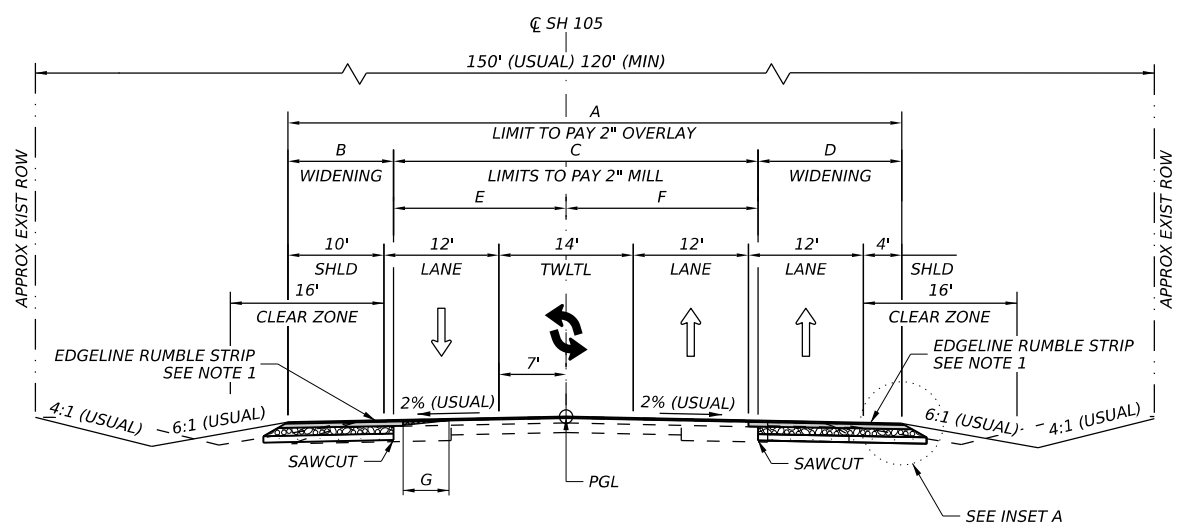 ℄ SH 105
150' (USUAL) 120' (MIN)
A
LIMIT TO PAY 2" OVERLAY
B
C
D
WIDENING
LIMITS TO PAY 2" MILL
WIDENING
E
F
10'
12'
14'
12'
12'
4'
SHLD
LANE
TWLTL
LANE
LANE
SHLD
16'
16'
CLEAR ZONE
CLEAR ZONE
APPROX EXIST ROW
APPROX EXIST ROW
EDGELINE RUMBLE STRIP
SEE NOTE 1
EDGELINE RUMBLE STRIP
SEE NOTE 1
7'
2% (USUAL)
2% (USUAL)
4:1 (USUAL)
6:1 (USUAL)
6:1 (USUAL)
4:1 (USUAL)
SAWCUT
SAWCUT
G
PGL
SEE INSET A